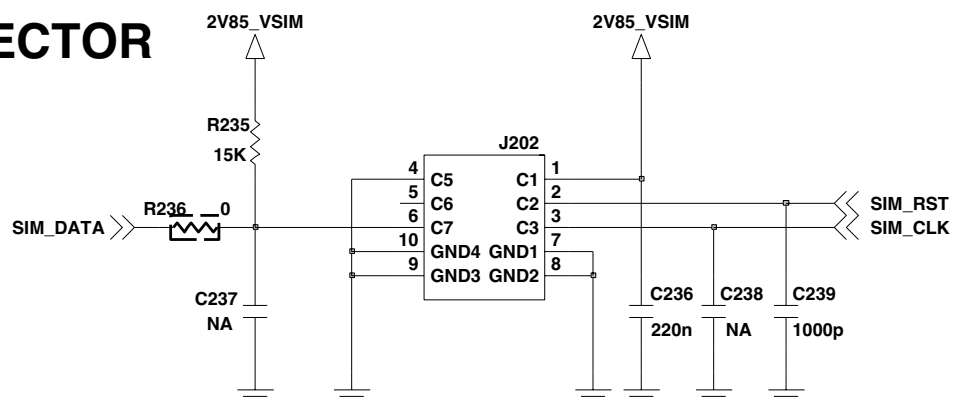 ECTOR
2V85_VSIM
2V85_VSIM
R235
15K
J202
4 C5 C1 1
5 C6 C2 2
6 C7 C3 3
10 GND4 GND1 7
9 GND3 GND2 8
SIM_DATA
R236 0
SIM_RST
SIM_CLK
C237
NA
C236
220n
C238
NA
C239
1000p